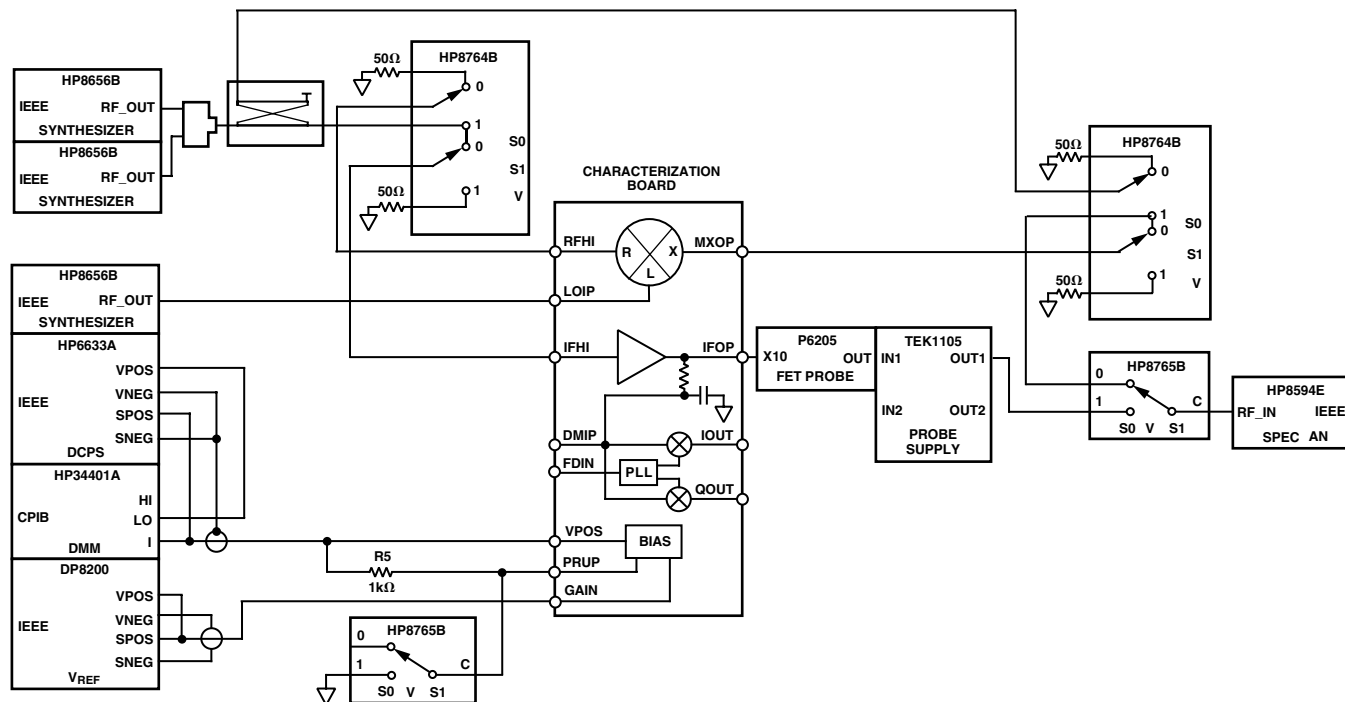 HP8656B
IEEE RF_OUT
SYNTHESIZER
HP8656B
IEEE RF_OUT
SYNTHESIZER
50Ω
HP8764B
0
1
0
S0
S1
1
V
50Ω
HP8764B
50Ω
0
1
0
S0
S1
1
V
50Ω
CHARACTERIZATION
BOARD
RFHI
R
X
L
MXOP
LOIP
IFHI
IFOP
DMIP
IOUT
FDIN
PLL
QOUT
VPOS
BIAS
PRUP
GAIN
HP8656B
IEEE RF_OUT
SYNTHESIZER
HP6633A
VPOS
VNEG
IEEE
SPOS
SNEG
DCPS
HP34401A
HI
CPIB
LO
DMM I
DP8200
VPOS
VNEG
IEEE
SPOS
SNEG
VREF
R5
1kΩ
HP8765B
0
1
C
S0 V S1
P6205
X10 OUT
FET PROBE
TEK1105
IN1 OUT1
IN2 OUT2
PROBE
SUPPLY
HP8765B
0
1
C
S0 V S1
HP8594E
RF_IN IEEE
SPEC AN